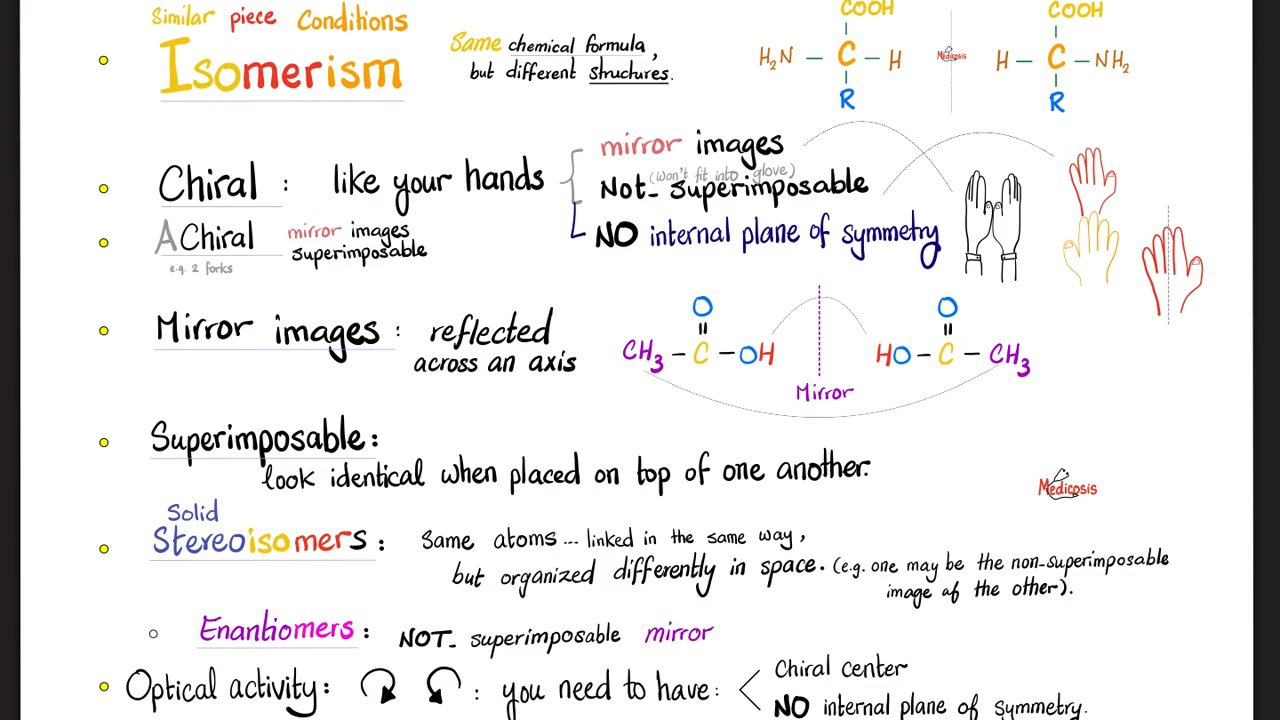 Similar piece Conditions
Isomerism
Same chemical formula,
but different structures.
COOH
H₂N – C – H
R
Medicosis
COOH
H – C – NH₂
R
Chiral : like your hands
mirror images
(Won't fit into glove)
Not- superimposable
NO internal plane of symmetry
AChiral
e.g. 2 forks
mirror images
superimposable
Mirror images : reflected
across an axis
O
CH₃ – C – OH
O
HO – C – CH₃
Mirror
Superimposable:
look identical when placed on top of one another.
Medicosis
Solid
Stereoisomers : Same atoms ... linked in the same way,
but organized differently in space. (e.g. one may be the non-superimposable
image of the other).
Enantiomers : NOT- superimposable mirror
Optical activity: : you need to have:
Chiral center
NO internal plane of symmetry.